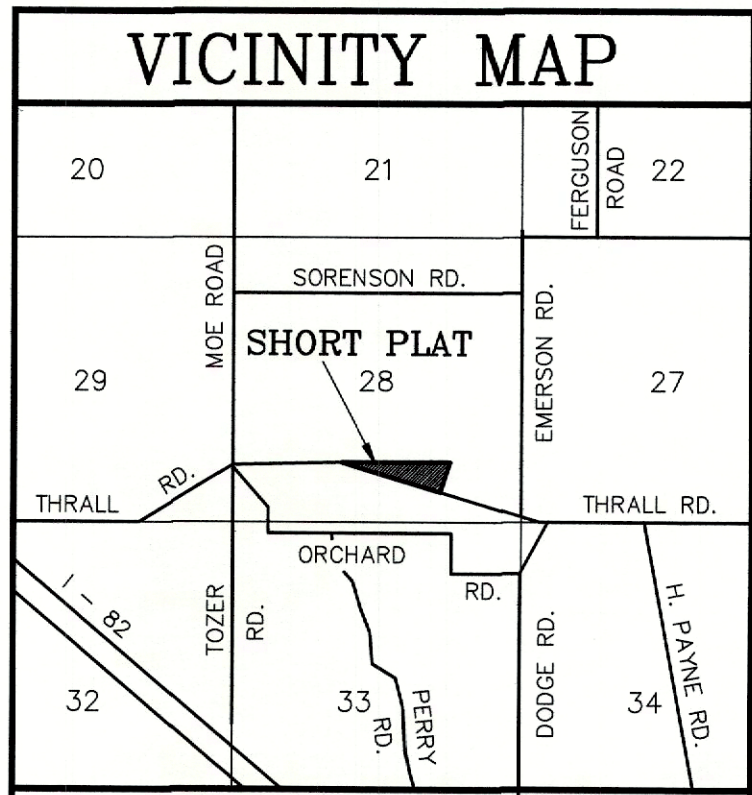 VICINITY MAP
20
21
FERGUSON
ROAD
22
MOE ROAD
SORENSON RD.
EMERSON RD.
SHORT PLAT
29
28
27
THRALL
RD.
THRALL RD.
ORCHARD
RD.
I - 82
TOZER
RD.
PERRY
RD.
DODGE RD.
H. PAYNE RD.
32
33
34